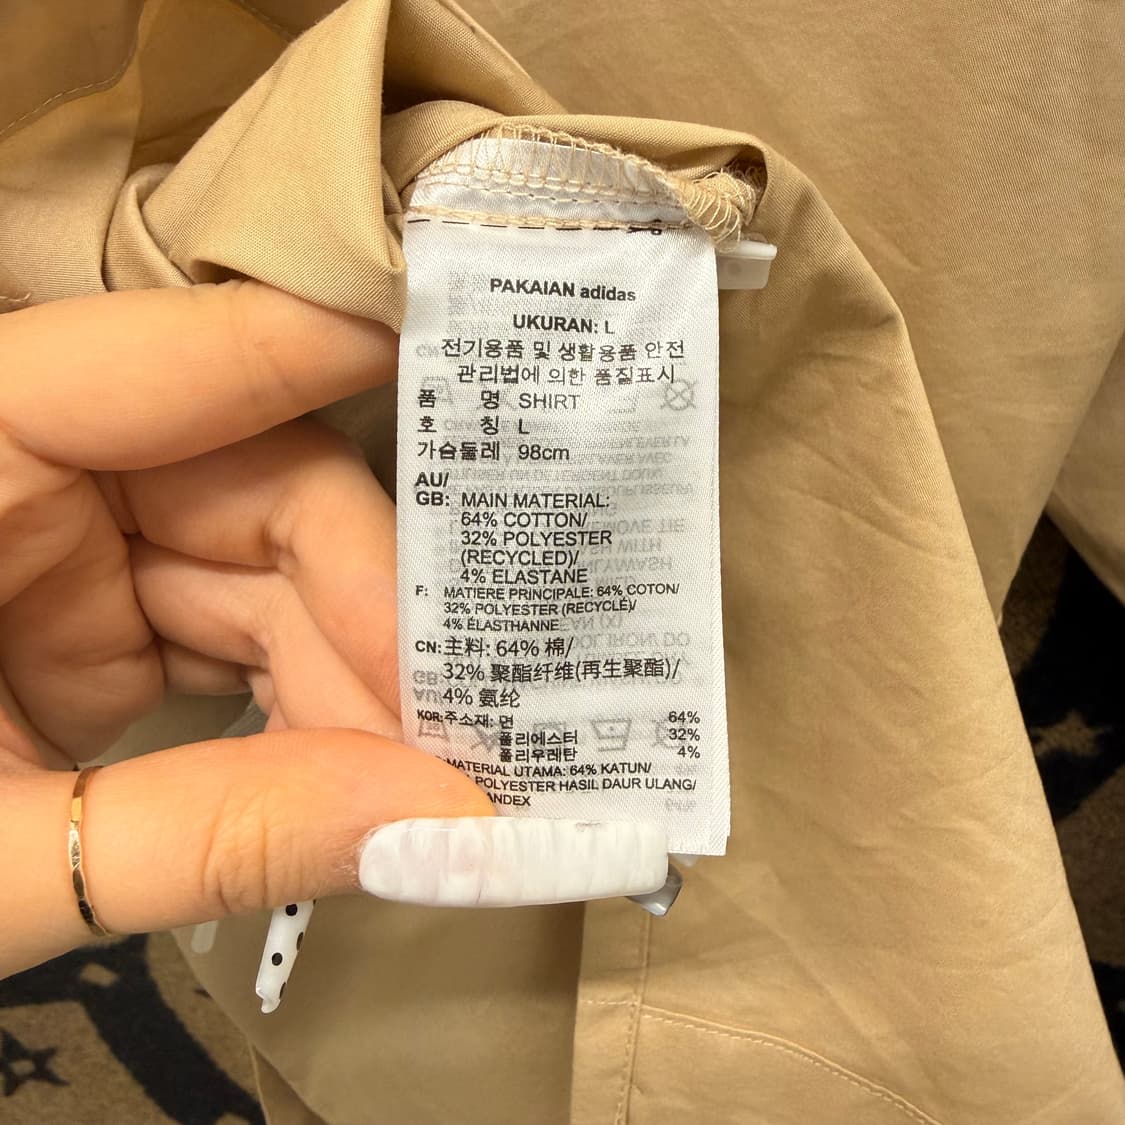 PAKAIAN adidas
UKURAN: L
전기용품 및 생활용품 안전
관리법에 의한 품질표시
품 명 SHIRT
호 칭 L
가슴둘레 98cm
AU/
GB: MAIN MATERIAL:
64% COTTON/
32% POLYESTER
(RECYCLED)/
4% ELASTANE
F: MATIERE PRINCIPALE: 64% COTON/
32% POLYESTER (RECYCLÉ)/
4% ÉLASTHANNE
CN: 主料: 64% 棉/
32% 聚酯纤维(再生聚酯)/
4% 氨纶
KOR: 주소재: 면 64%
폴리에스터 32%
폴리우레탄 4%
MATERIAL UTAMA: 64% KATUN/
POLYESTER HASIL DAUR ULANG/